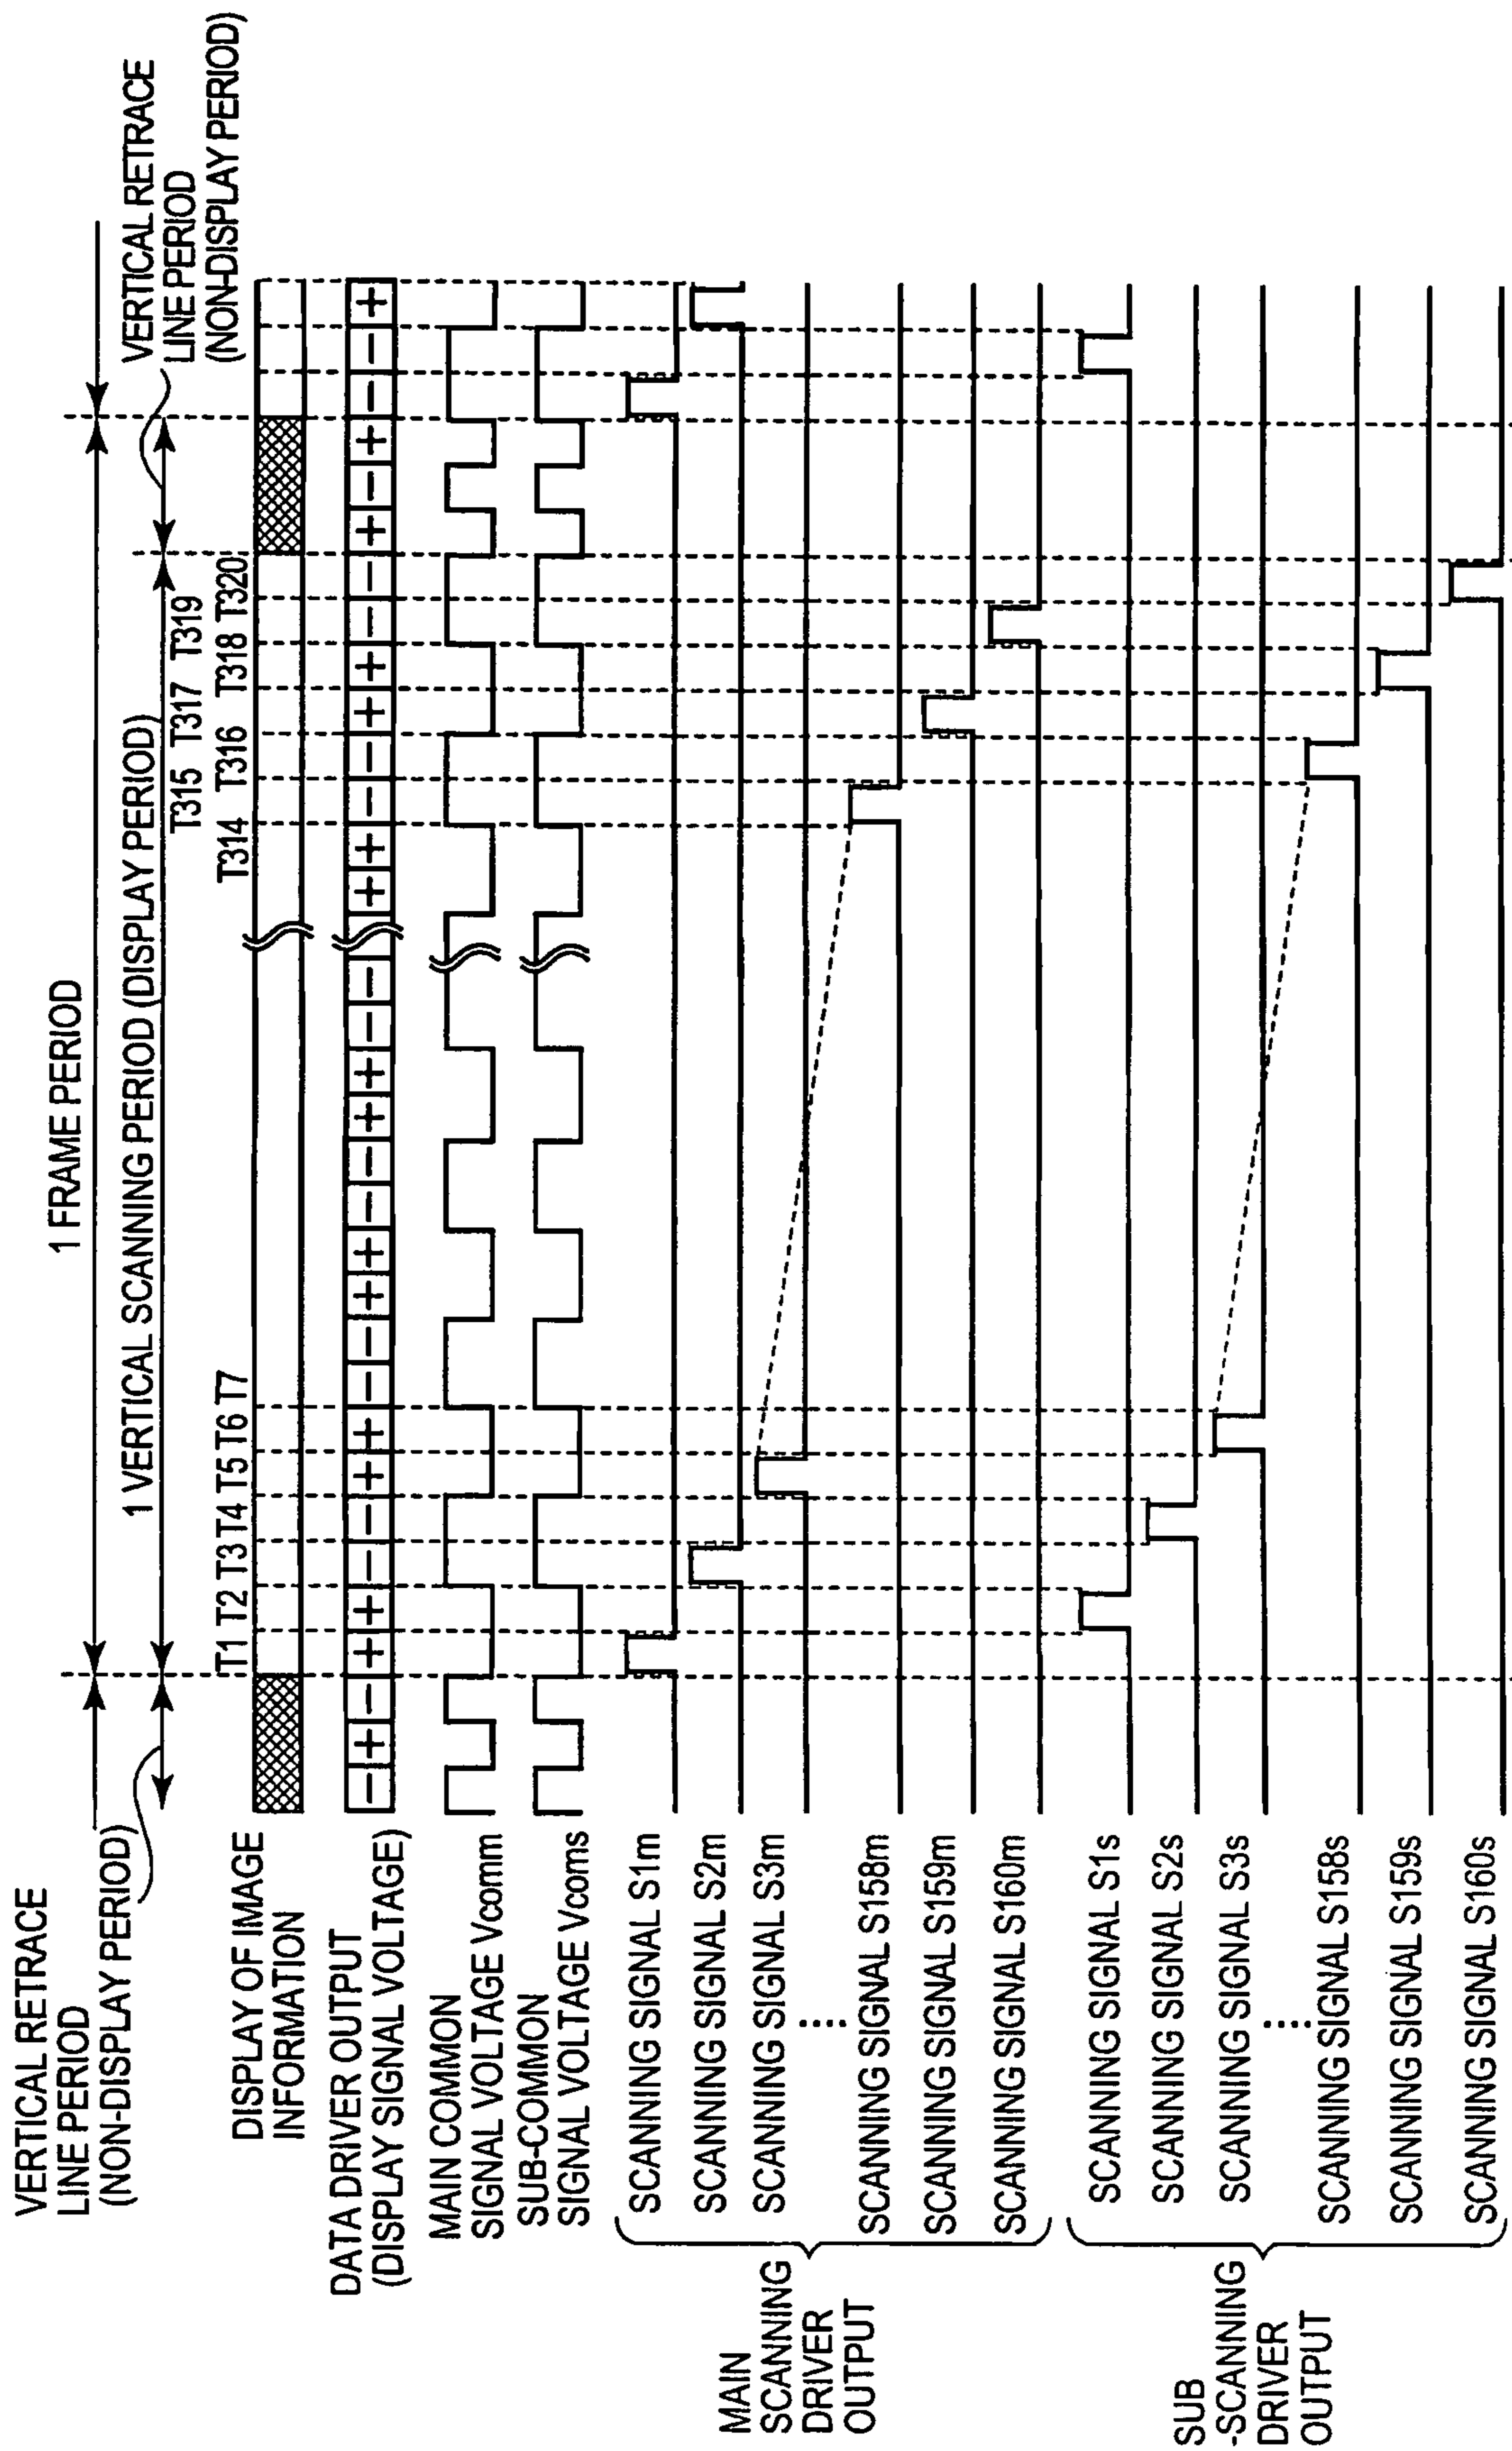 VERTICAL RETRACE
LINE PERIOD
(NON-DISPLAY PERIOD)
1 FRAME PERIOD
1 VERTICAL SCANNING PERIOD (DISPLAY PERIOD)
VERTICAL RETRACE
LINE PERIOD
(NON-DISPLAY PERIOD)
T1 T2 T3 T4 T5 T6 T7
T314 T316 T318 T320
T315 T317 T319
DISPLAY OF IMAGE
INFORMATION
DATA DRIVER OUTPUT
(DISPLAY SIGNAL VOLTAGE)
− + − + + − − + + − − + + − − + + − − + + − − + + − − + − + − − +
MAIN COMMON
SIGNAL VOLTAGE Vcomm
SUB-COMMON
SIGNAL VOLTAGE Vcoms
MAIN
SCANNING
DRIVER
OUTPUT
SCANNING SIGNAL S1m
SCANNING SIGNAL S2m
SCANNING SIGNAL S3m
SCANNING SIGNAL S158m
SCANNING SIGNAL S159m
SCANNING SIGNAL S160m
SUB
-SCANNING
DRIVER
OUTPUT
SCANNING SIGNAL S1s
SCANNING SIGNAL S2s
SCANNING SIGNAL S3s
SCANNING SIGNAL S158s
SCANNING SIGNAL S159s
SCANNING SIGNAL S160s